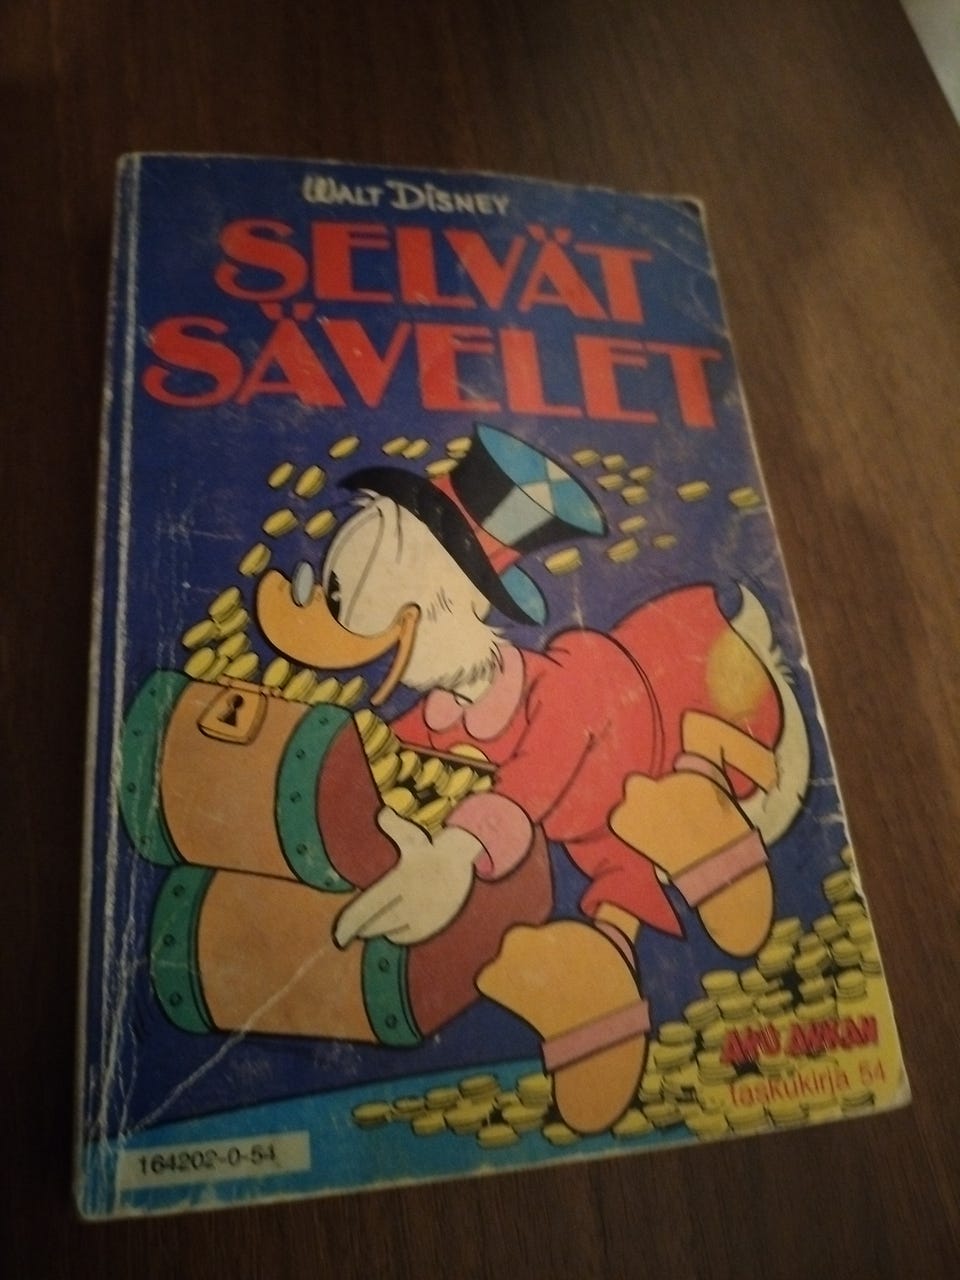 WALT DISNEY
SELVÄT
SÄVELET
AKU ANKAN
taskukirja 54
164202-0-54